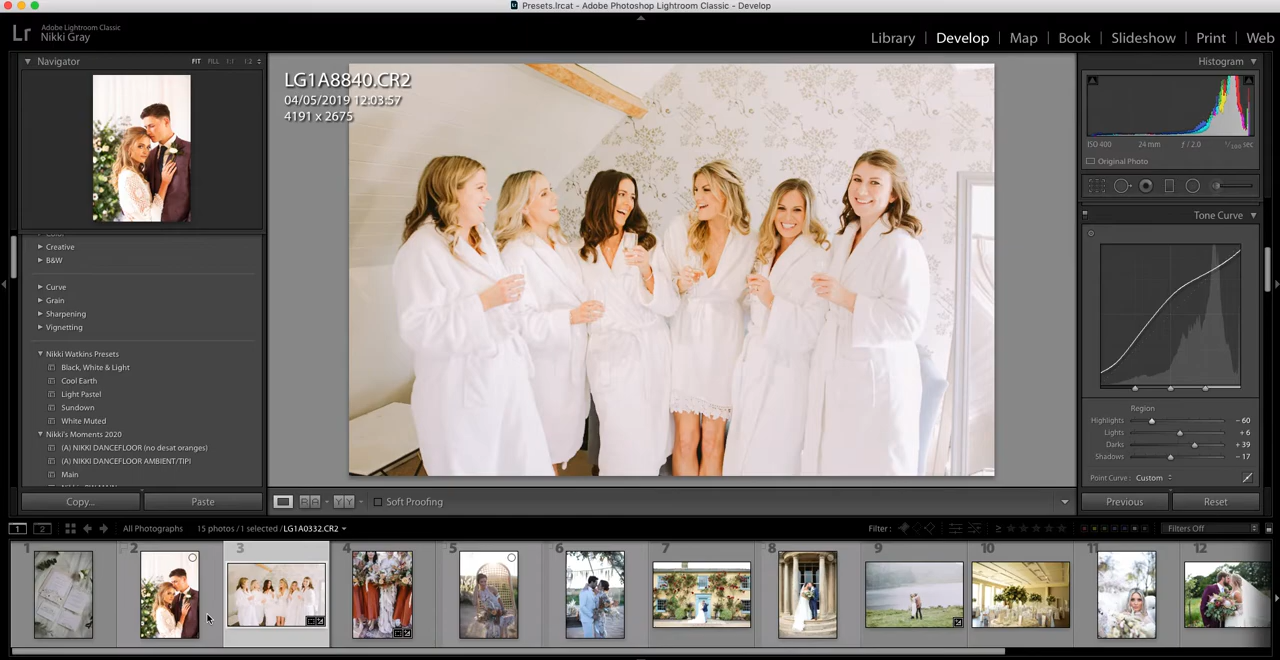 Presets.lrcat - Adobe Photoshop Lightroom Classic - Develop
Lr
Adobe Lightroom Classic
Nikki Gray
Library | Develop | Map | Book | Slideshow | Print | Web
Navigator
FIT FILL 1:1 1:2
Creative
B&W
Curve
Grain
Sharpening
Vignetting
Nikki Watkins Presets
Black, White & Light
Cool Earth
Light Pastel
Sundown
White Muted
Nikki's Moments 2020
(A) NIKKI DANCEFLOOR (no desat oranges)
(A) NIKKI DANCEFLOOR AMBIENT/TIPI
Main
Copy...
Paste
LG1A8840.CR2
04/05/2019 12:03:57
4191 x 2675
Soft Proofing
Histogram
ISO 400 24 mm ƒ / 2.0 1/100 sec
Original Photo
Tone Curve
Region
Highlights - 60
Lights + 6
Darks + 39
Shadows - 17
Point Curve: Custom
Previous
Reset
1 2 All Photographs 15 photos / 1 selected / LG1A0332.CR2
Filter :
Filters Off
1 2 3 4 5 6 7 8 9 10 11 12